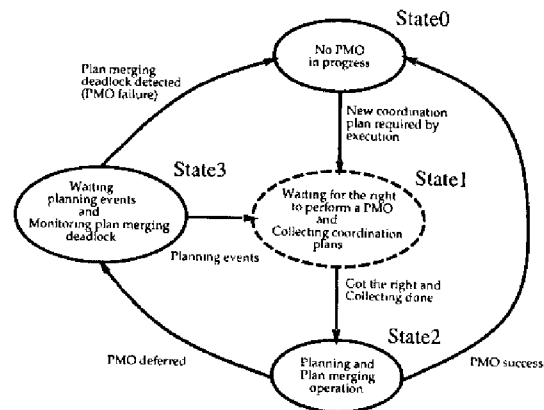 State0
No PMO
in progress
Plan merging
deadlock detected
(PMO failure)
New coordination
plan required by
execution
State3
State1
Waiting
planning events
and
Monitoring plan merging
deadlock
Waiting for the right
to perform a PMO
and
Collecting coordination
plans
Planning events
Got the right and
Collecting done
State2
PMO deferred
Planning and
Plan merging
operation
PMO success